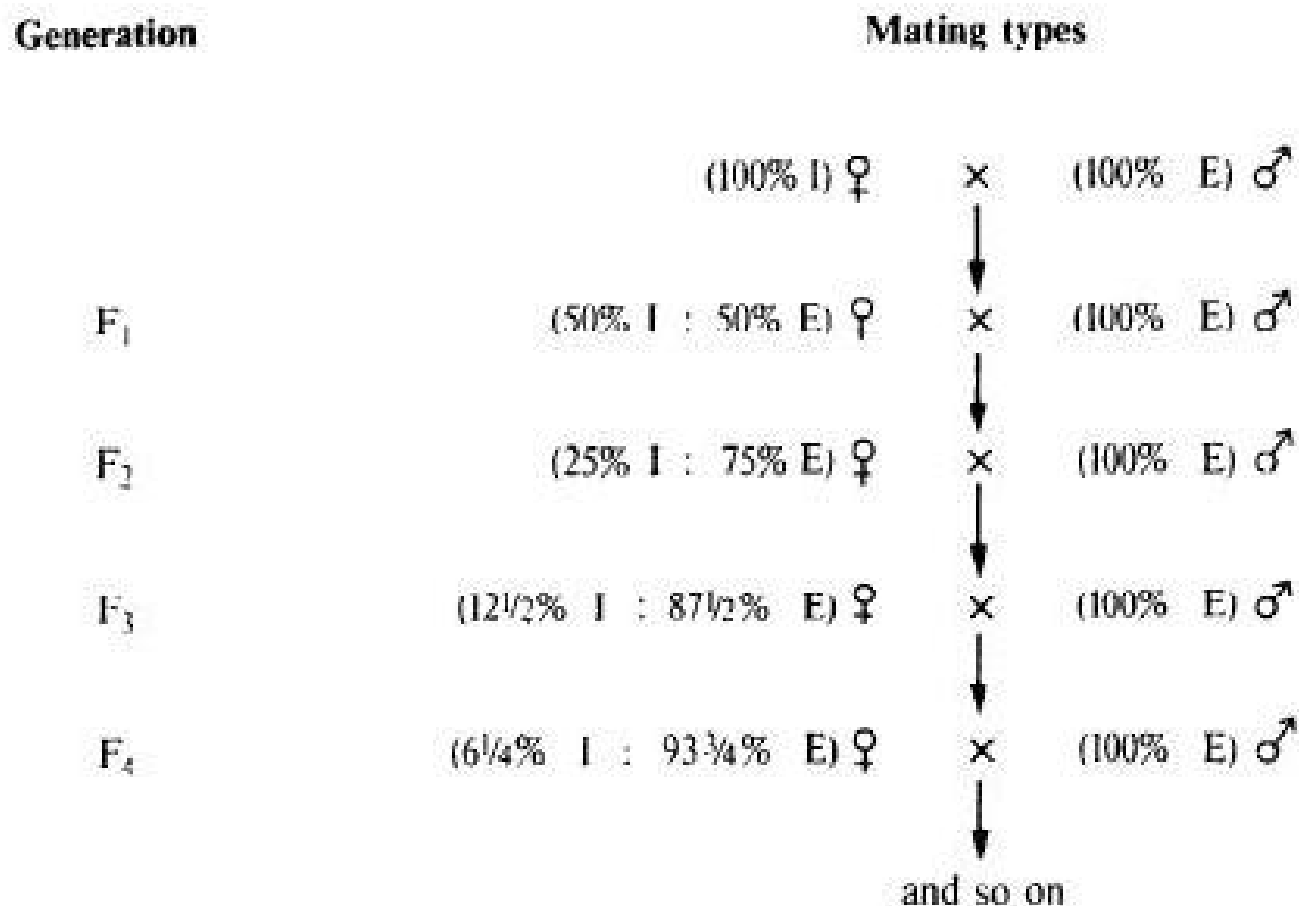 Generation Mating types
(100% I) ♀ × (100% E) ♂
F₁ (50% I : 50% E) ♀ × (100% E) ♂
F₂ (25% I : 75% E) ♀ × (100% E) ♂
F₃ (12½% I : 87½% E) ♀ × (100% E) ♂
F₄ (6¼% I : 93¾% E) ♀ × (100% E) ♂
and so on